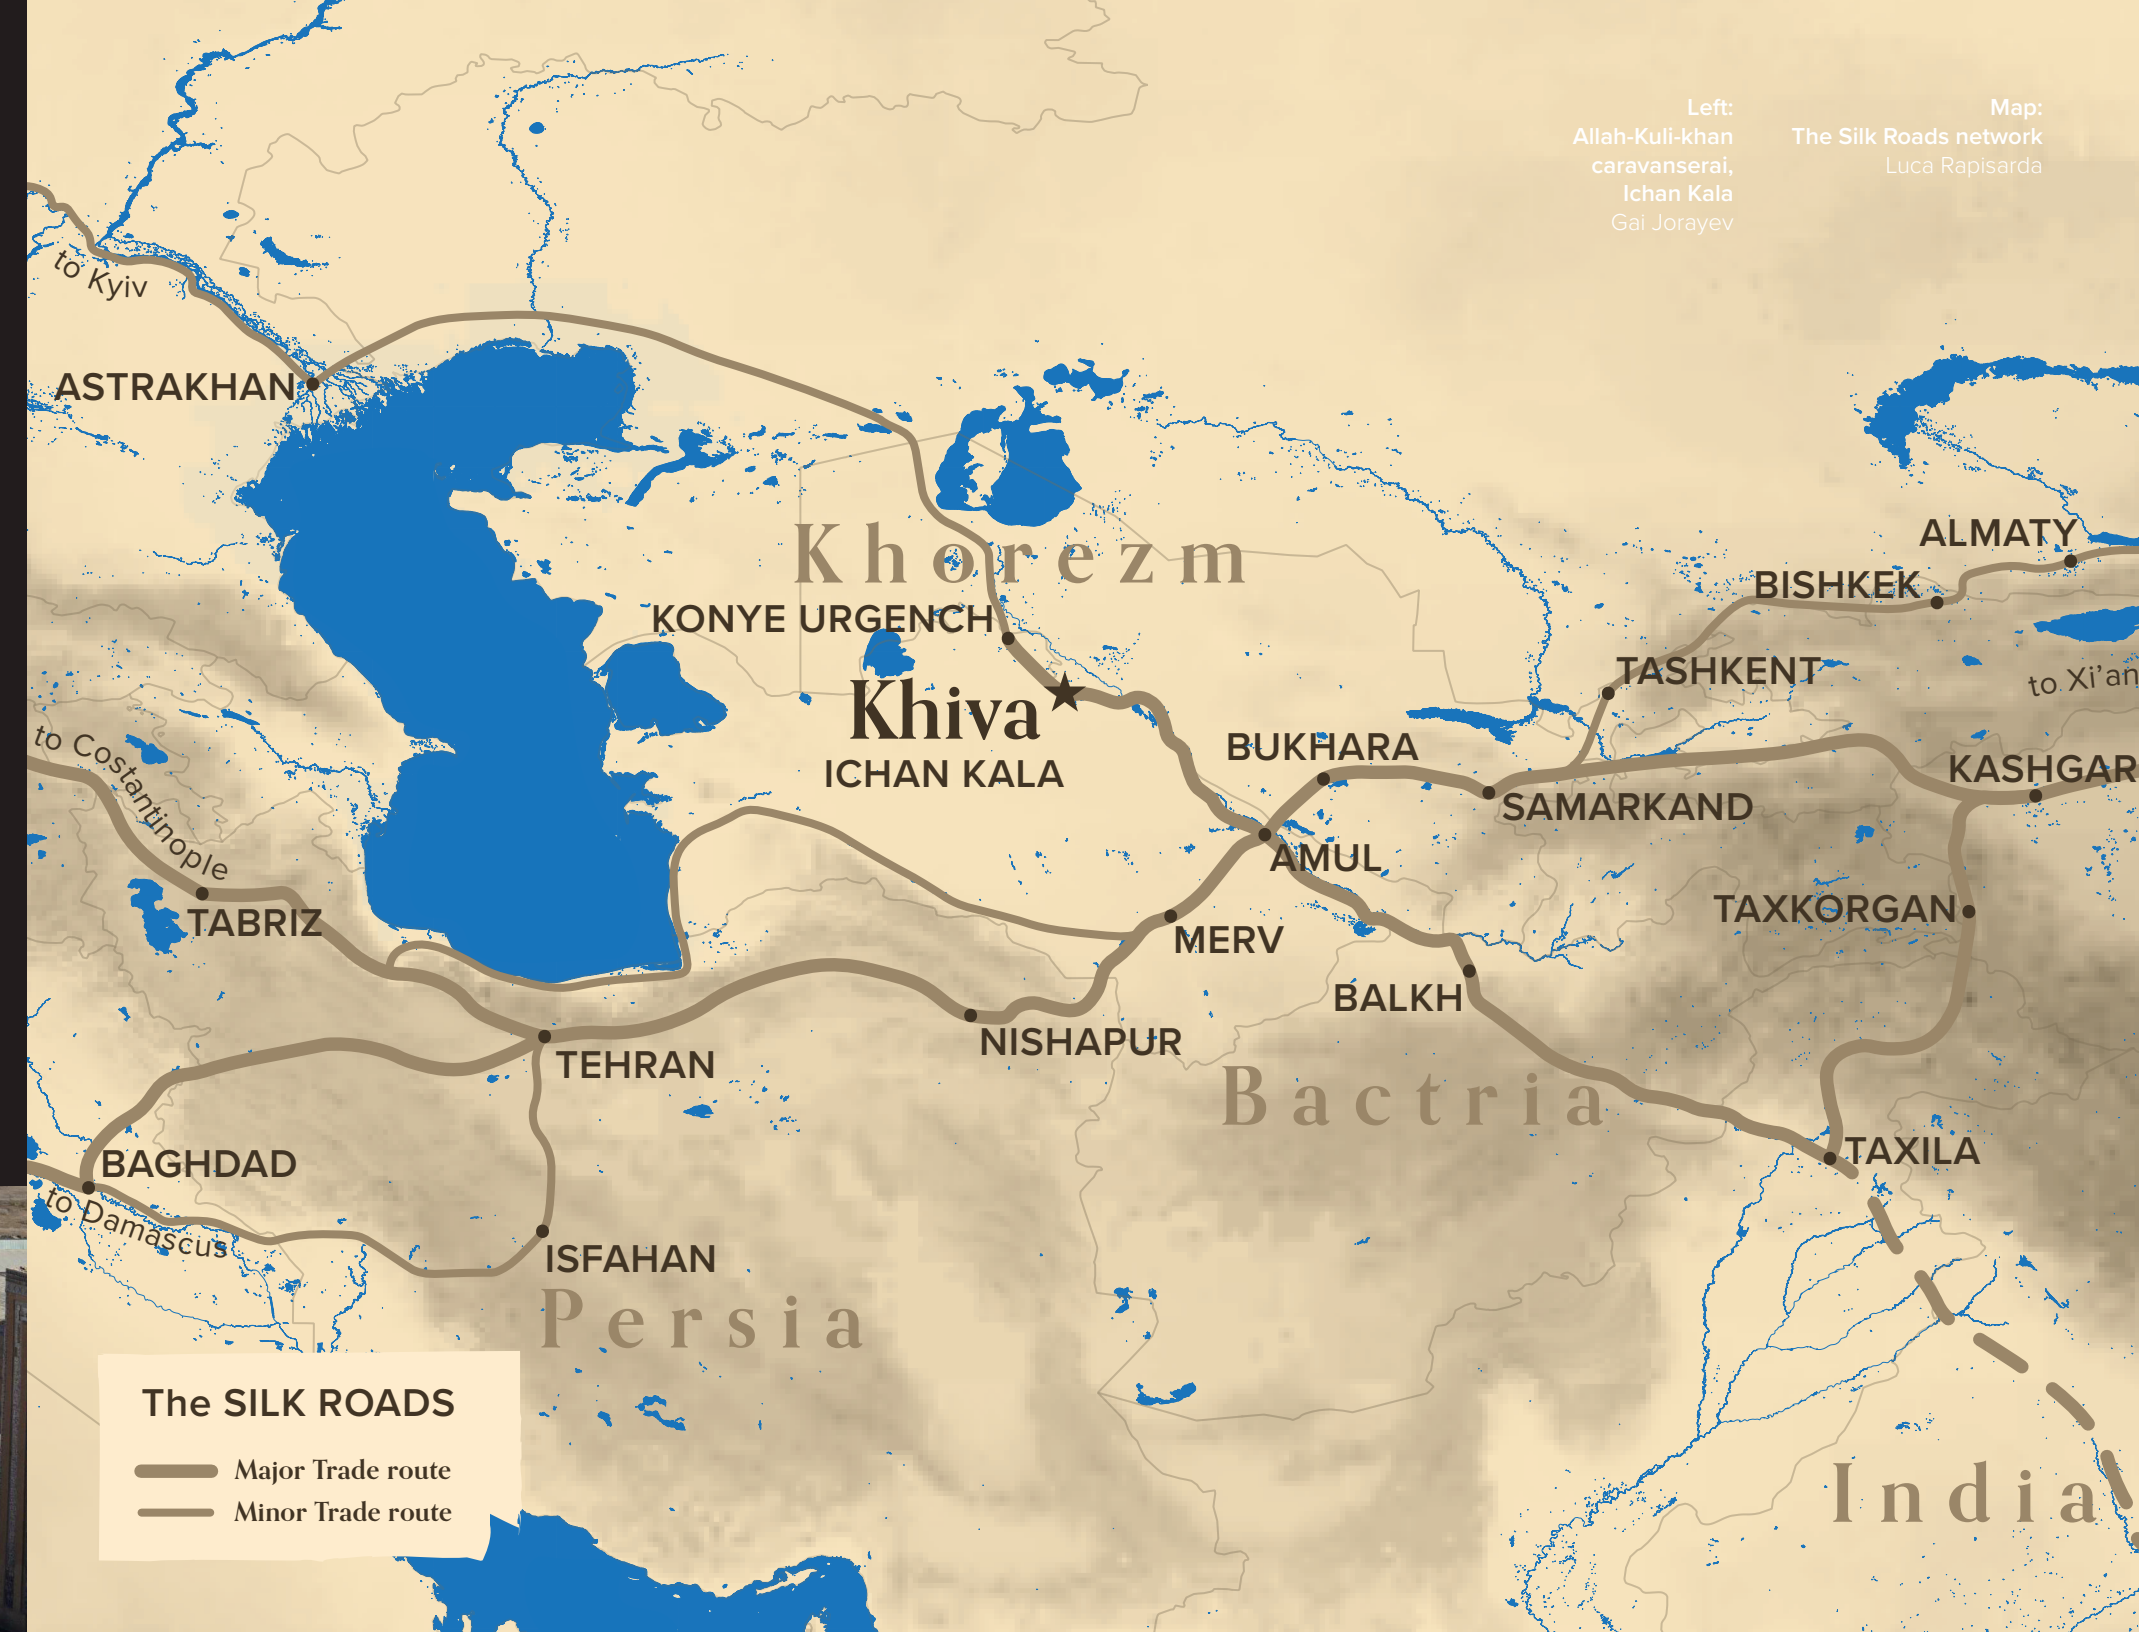 Left:
Allah-Kuli-khan
caravanserai,
Ichan Kala
Gai Jorayev
Map:
The Silk Roads network
Luca Rapisarda
to Kyiv
ASTRAKHAN
Khorezm
ALMATY
BISHKEK
KONYE URGENCH
TASHKENT
to Xi'an
Khiva
ICHAN KALA
to Costantinople
BUKHARA
KASHGAR
SAMARKAND
AMUL
TABRIZ
TAXKORGAN
MERV
BALKH
NISHAPUR
TEHRAN
Bactria
BAGHDAD
TAXILA
to Damascus
ISFAHAN
Persia
India
The SILK ROADS
Major Trade route
Minor Trade route